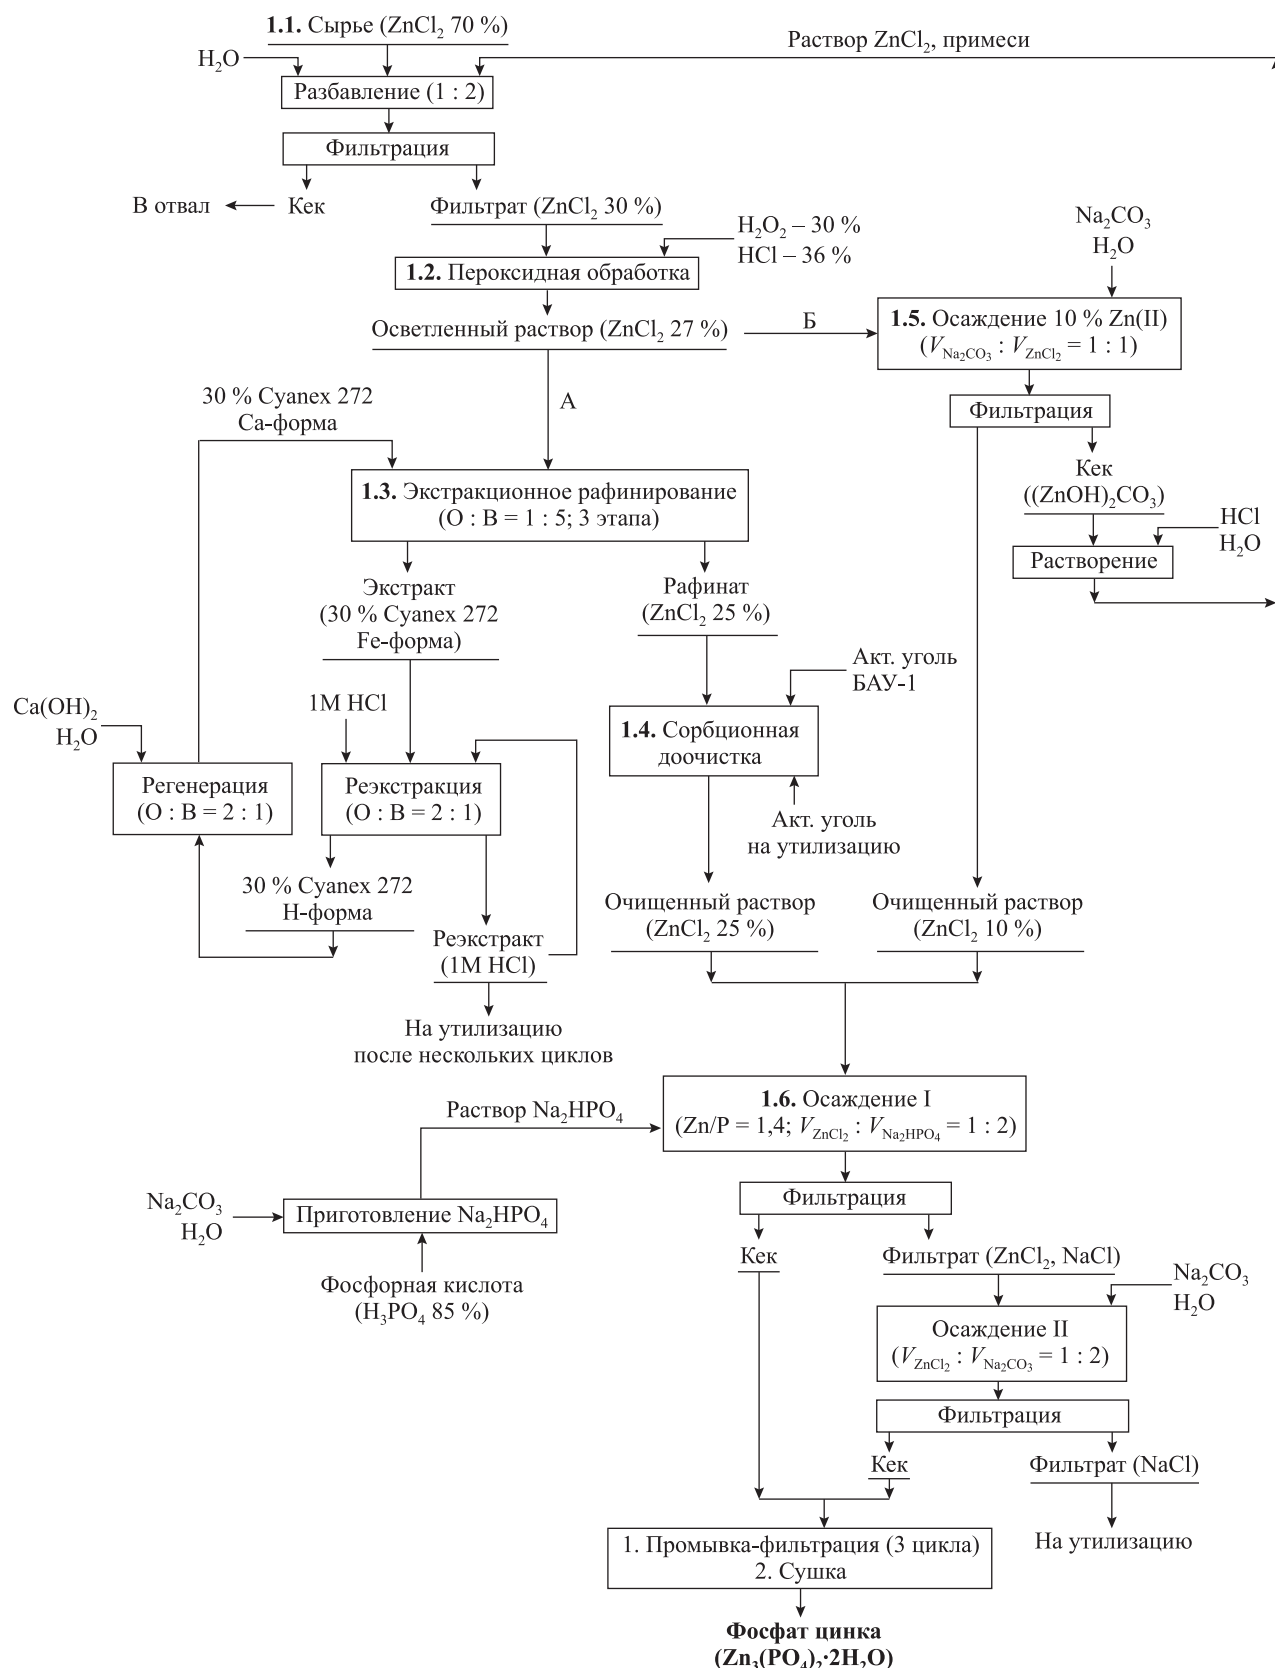 1.1. Сырье (ZnCl₂ 70 %)
Раствор ZnCl₂, примеси
H₂O
Разбавление (1 : 2)
Фильтрация
В отвал
Кек
Фильтрат (ZnCl₂ 30 %)
H₂O₂ – 30 %
HCl – 36 %
Na₂CO₃
H₂O
1.2. Пероксидная обработка
Осветленный раствор (ZnCl₂ 27 %)
Б
1.5. Осаждение 10 % Zn(II)
(V_Na₂CO₃ : V_ZnCl₂ = 1 : 1)
А
30 % Cyanex 272
Ca-форма
Фильтрация
Кек
((ZnOH)₂CO₃)
HCl
H₂O
Растворение
1.3. Экстракционное рафинирование
(О : В = 1 : 5; 3 этапа)
Экстракт
(30 % Cyanex 272
Fe-форма)
Рафинат
(ZnCl₂ 25 %)
Акт. уголь
БАУ-1
Ca(OH)₂
H₂O
1М HCl
1.4. Сорбционная
доочистка
Регенерация
(О : В = 2 : 1)
Реэкстракция
(О : В = 2 : 1)
Акт. уголь
на утилизацию
30 % Cyanex 272
Н-форма
Реэкстракт
(1М HCl)
Очищенный раствор
(ZnCl₂ 25 %)
Очищенный раствор
(ZnCl₂ 10 %)
На утилизацию
после нескольких циклов
Раствор Na₂HPO₄
1.6. Осаждение I
(Zn/P = 1,4; V_ZnCl₂ : V_Na₂HPO₄ = 1 : 2)
Na₂CO₃
H₂O
Приготовление Na₂HPO₄
Фосфорная кислота
(H₃PO₄ 85 %)
Фильтрация
Кек
Фильтрат (ZnCl₂, NaCl)
Na₂CO₃
H₂O
Осаждение II
(V_ZnCl₂ : V_Na₂CO₃ = 1 : 2)
Фильтрация
Кек
Фильтрат (NaCl)
На утилизацию
1. Промывка-фильтрация (3 цикла)
2. Сушка
Фосфат цинка
(Zn₃(PO₄)₂·2H₂O)